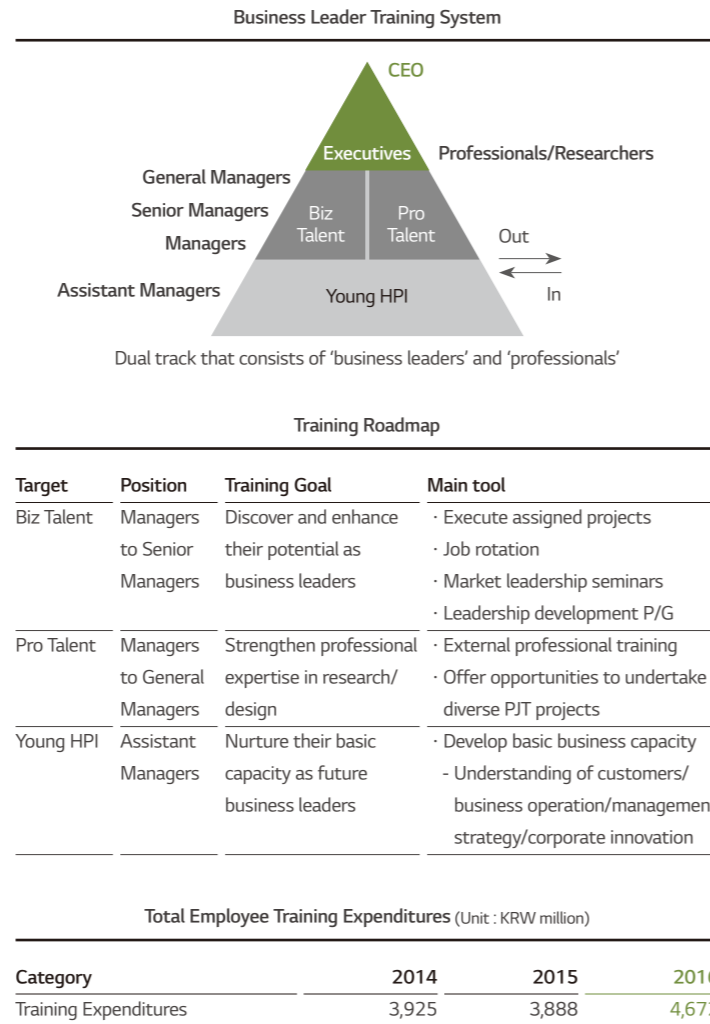 Business Leader Training System
CEO
Executives
Professionals/Researchers
General Managers
Senior Managers
Managers
Biz
Talent
Pro
Talent
Out
In
Assistant Managers
Young HPI
Dual track that consists of 'business leaders' and 'professionals'
Training Roadmap
Target Position Training Goal Main tool
Biz Talent Managers Discover and enhance · Execute assigned projects
to Senior their potential as · Job rotation
Managers business leaders · Market leadership seminars
· Leadership development P/G
Pro Talent Managers Strengthen professional · External professional training
to General expertise in research/ · Offer opportunities to undertake
Managers design diverse PJT projects
Young HPI Assistant Nurture their basic · Develop basic business capacity
Managers capacity as future - Understanding of customers/
business leaders business operation/managemen
strategy/corporate innovation
Total Employee Training Expenditures (Unit : KRW million)
Category 2014 2015
Training Expenditures 3,925 3,888